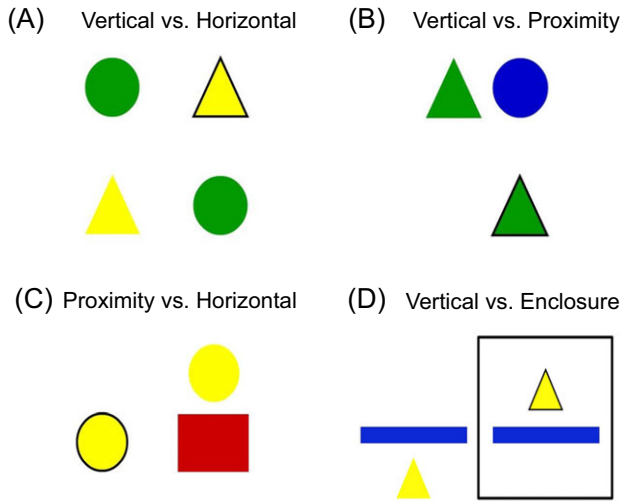 (A) Vertical vs. Horizontal
(B) Vertical vs. Proximity
(C) Proximity vs. Horizontal
(D) Vertical vs. Enclosure